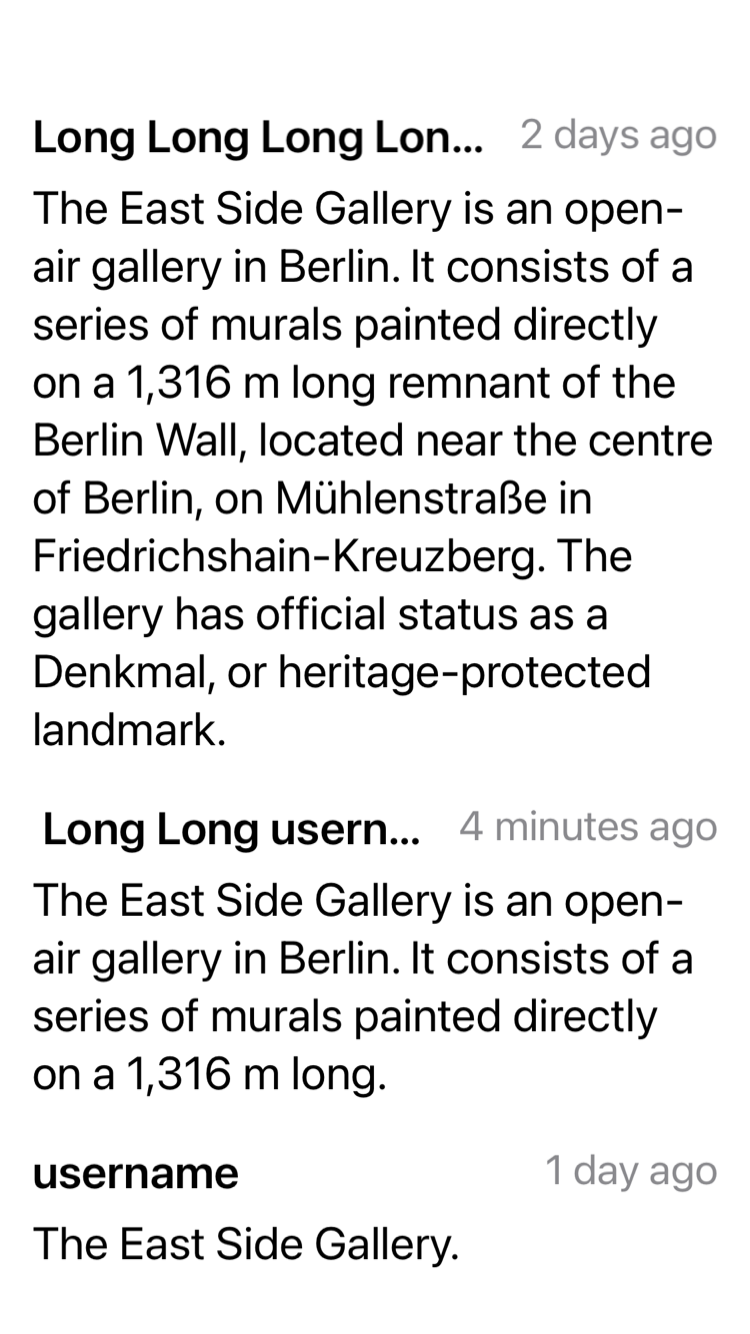 Long Long Long Lon... 2 days ago
The East Side Gallery is an open-
air gallery in Berlin. It consists of a
series of murals painted directly
on a 1,316 m long remnant of the
Berlin Wall, located near the centre
of Berlin, on Mühlenstraße in
Friedrichshain-Kreuzberg. The
gallery has official status as a
Denkmal, or heritage-protected
landmark.
Long Long usern... 4 minutes ago
The East Side Gallery is an open-
air gallery in Berlin. It consists of a
series of murals painted directly
on a 1,316 m long.
username 1 day ago
The East Side Gallery.